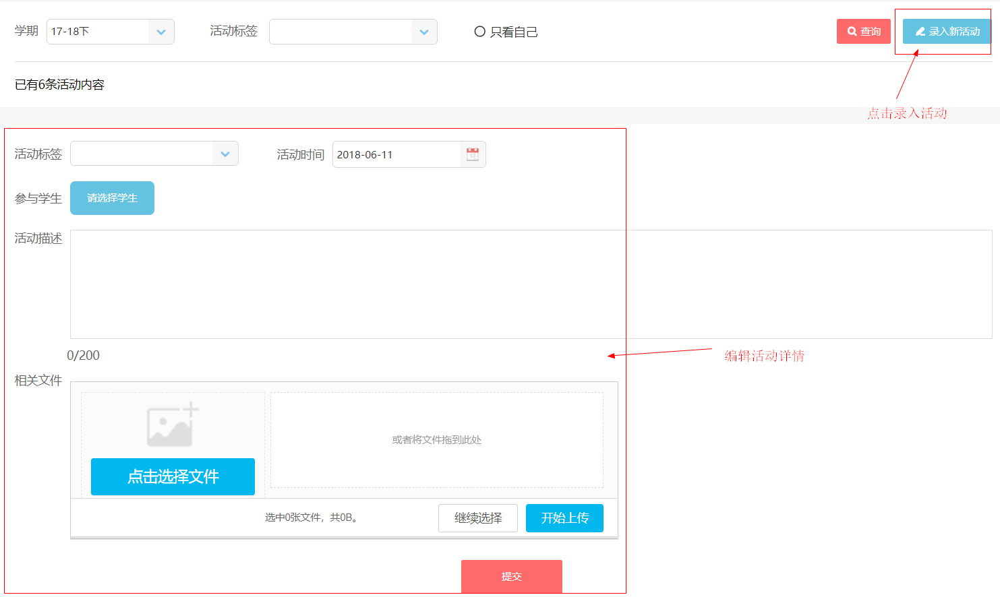 学期 17-18下 活动标签 只看自己 查询 录入新活动
已有6条活动内容
点击录入活动
活动标签 活动时间 2018-06-11
参与学生 请选择学生
活动描述
0/200
编辑活动详情
相关文件
或者将文件拖到此处
点击选择文件
选中0张文件，共0B。 继续选择 开始上传
提交